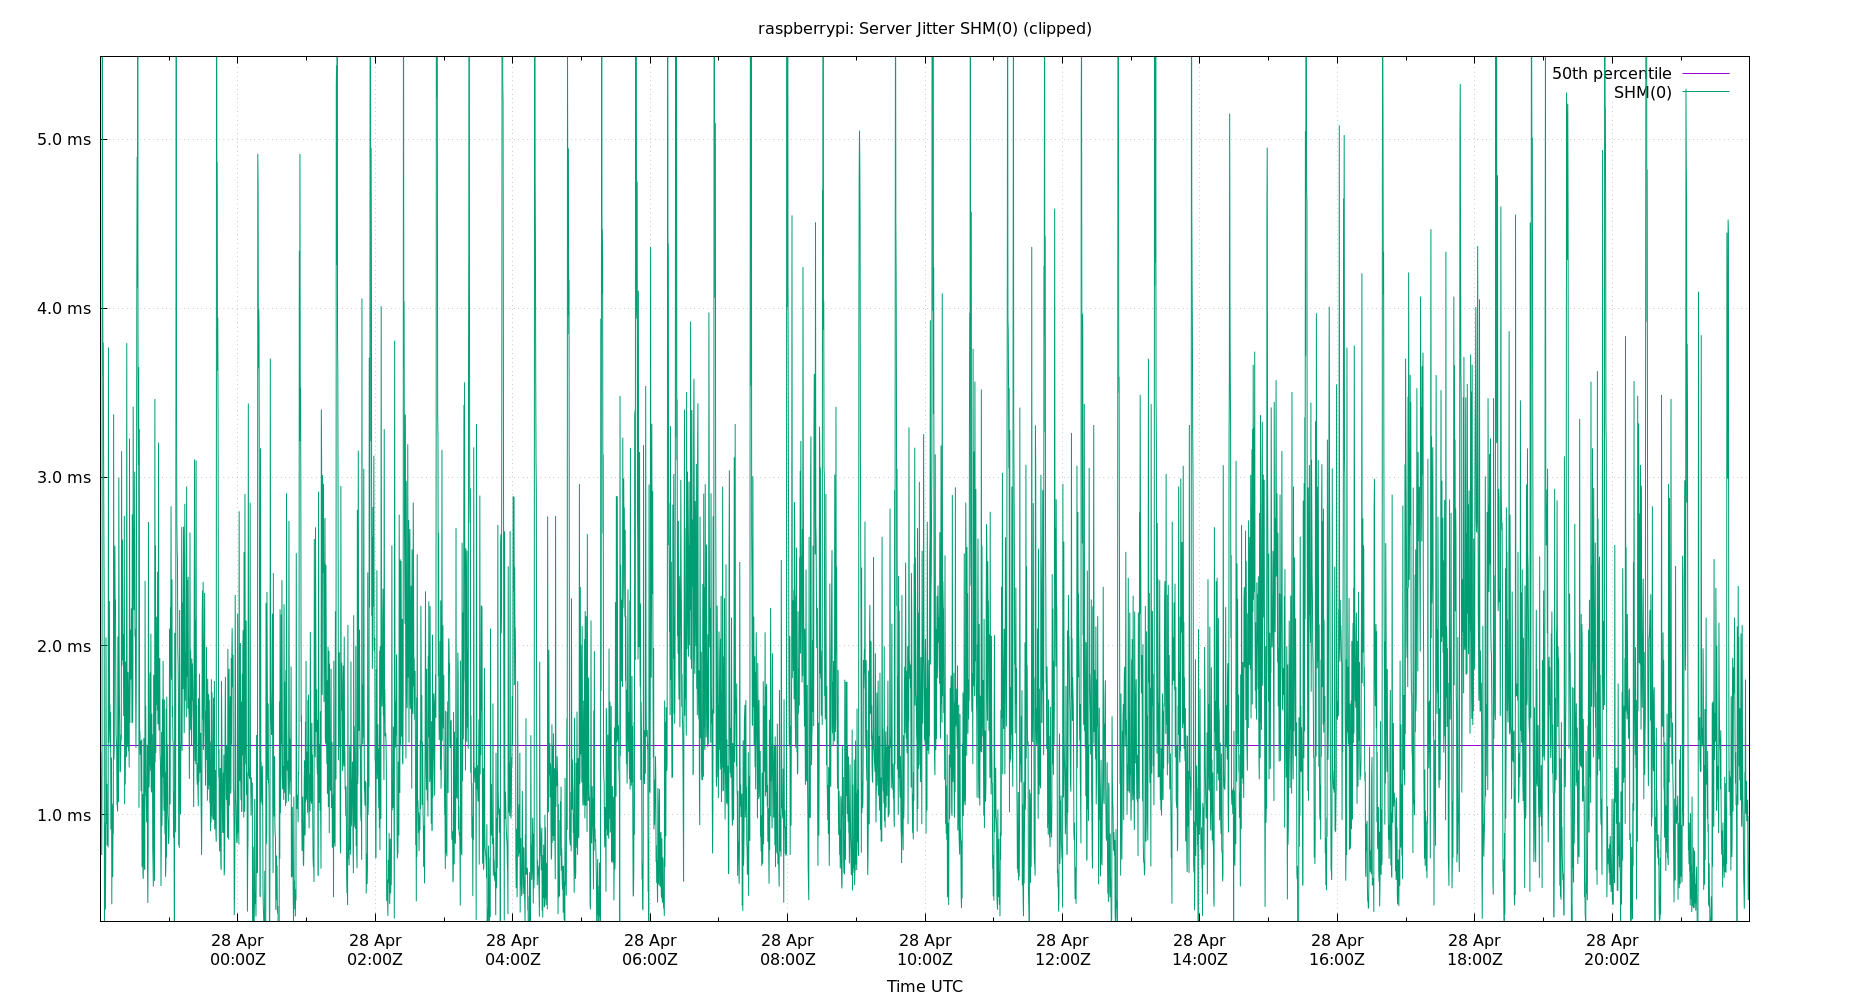 raspberrypi: Server Jitter SHM(0) (clipped)
50th percentile
SHM(0)
5.0 ms
4.0 ms
3.0 ms
2.0 ms
1.0 ms
28 Apr 28 Apr 28 Apr 28 Apr 28 Apr 28 Apr 28 Apr 28 Apr 28 Apr 28 Apr 28 Apr
00:00Z 02:00Z 04:00Z 06:00Z 08:00Z 10:00Z 12:00Z 14:00Z 16:00Z 18:00Z 20:00Z
Time UTC